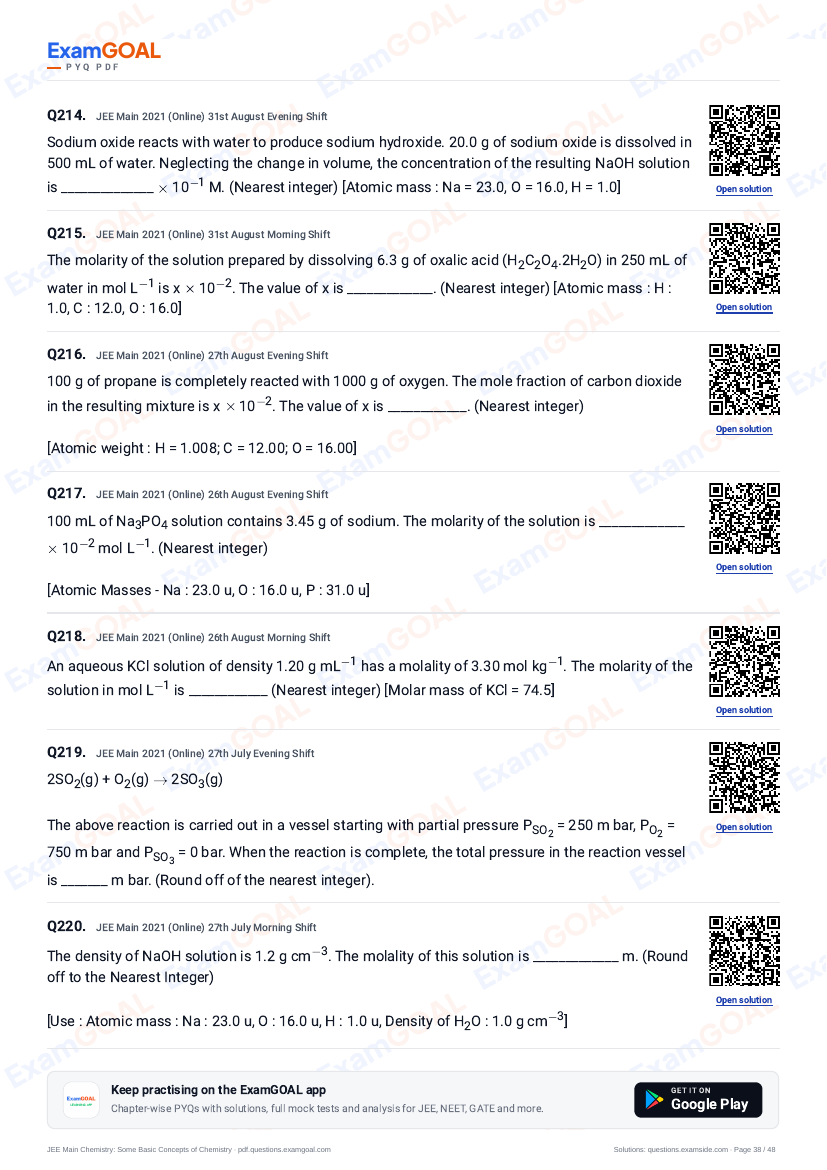 ExamGOAL
PYQ PDF
Q214. JEE Main 2021 (Online) 31st August Evening Shift
Sodium oxide reacts with water to produce sodium hydroxide. 20.0 g of sodium oxide is dissolved in
500 mL of water. Neglecting the change in volume, the concentration of the resulting NaOH solution
is _____________ × 10⁻¹ M. (Nearest integer) [Atomic mass : Na = 23.0, O = 16.0, H = 1.0]
Open solution
Q215. JEE Main 2021 (Online) 31st August Morning Shift
The molarity of the solution prepared by dissolving 6.3 g of oxalic acid (H₂C₂O₄.2H₂O) in 250 mL of
water in mol L⁻¹ is x × 10⁻². The value of x is ____________. (Nearest integer) [Atomic mass : H :
1.0, C : 12.0, O : 16.0]
Open solution
Q216. JEE Main 2021 (Online) 27th August Evening Shift
100 g of propane is completely reacted with 1000 g of oxygen. The mole fraction of carbon dioxide
in the resulting mixture is x × 10⁻². The value of x is ___________. (Nearest integer)
[Atomic weight : H = 1.008; C = 12.00; O = 16.00]
Open solution
Q217. JEE Main 2021 (Online) 26th August Evening Shift
100 mL of Na₃PO₄ solution contains 3.45 g of sodium. The molarity of the solution is ____________
× 10⁻² mol L⁻¹. (Nearest integer)
[Atomic Masses - Na : 23.0 u, O : 16.0 u, P : 31.0 u]
Open solution
Q218. JEE Main 2021 (Online) 26th August Morning Shift
An aqueous KCl solution of density 1.20 g mL⁻¹ has a molality of 3.30 mol kg⁻¹. The molarity of the
solution in mol L⁻¹ is ___________ (Nearest integer) [Molar mass of KCl = 74.5]
Open solution
Q219. JEE Main 2021 (Online) 27th July Evening Shift
2SO₂(g) + O₂(g) → 2SO₃(g)
The above reaction is carried out in a vessel starting with partial pressure P_SO₂ = 250 m bar, P_O₂ =
750 m bar and P_SO₃ = 0 bar. When the reaction is complete, the total pressure in the reaction vessel
is _______ m bar. (Round off of the nearest integer).
Open solution
Q220. JEE Main 2021 (Online) 27th July Morning Shift
The density of NaOH solution is 1.2 g cm⁻³. The molality of this solution is ____________ m. (Round
off to the Nearest Integer)
[Use : Atomic mass : Na : 23.0 u, O : 16.0 u, H : 1.0 u, Density of H₂O : 1.0 g cm⁻³]
Open solution
ExamGOAL
Keep practising on the ExamGOAL app
Chapter-wise PYQs with solutions, full mock tests and analysis for JEE, NEET, GATE and more.
GET IT ON
Google Play
JEE Main Chemistry: Some Basic Concepts of Chemistry · pdf.questions.examgoal.com
Solutions: questions.examside.com · Page 38 / 48